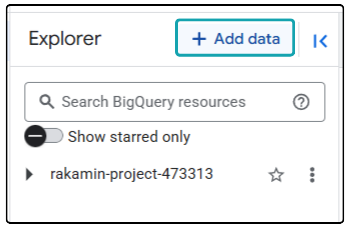 Explorer
+ Add data
Search BigQuery resources
Show starred only
rakamin-project-473313